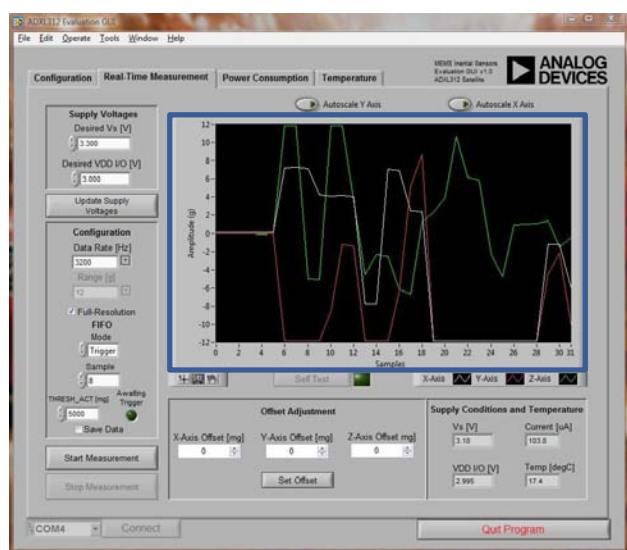 ADXL312 Evaluation GUI
File Edit Operate Tools Window Help
MEMS Inertial Sensors
Evaluation GUI v1.0
ADXL312 Satellite
ANALOG
DEVICES
Configuration Real-Time Measurement Power Consumption Temperature
Autoscale Y Axis Autoscale X Axis
Supply Voltages
Desired Vs [V]
3.300
Desired VDD I/O [V]
3.000
Update Supply
Voltages
Configuration
Data Rate [Hz]
3200
Range [g]
12
Full-Resolution
FIFO
Mode
Trigger
Sample
8
THRESH_ACT [mg] Awaiting
Trigger
5000
Save Data
Start Measurement
Stop Measurement
Amplitude (g)
12
10
8
6
4
2
0
-2
-4
-6
-8
-10
-12
0 2 4 6 8 10 12 14 16 18 20 22 24 26 28 30 31
Samples
Self Test
X-Axis Y-Axis Z-Axis
Offset Adjustment
X-Axis Offset [mg] Y-Axis Offset [mg] Z-Axis Offset mg]
0 0 0
Set Offset
Supply Conditions and Temperature
Vs [V] Current [uA]
3.18 103.8
VDD I/O [V] Temp [degC]
2.995 17.4
COM4 Connect Quit Program